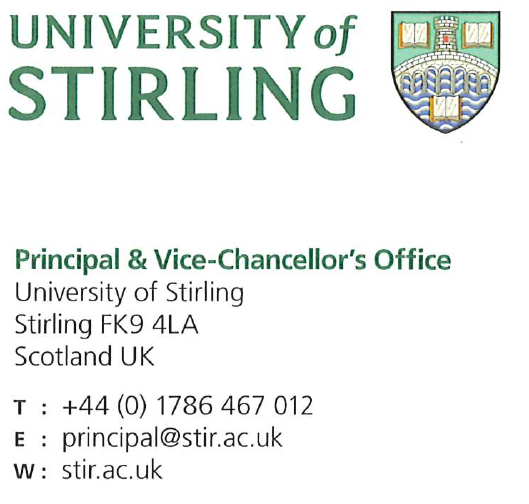 UNIVERSITY of
STIRLING
Principal & Vice-Chancellor's Office
University of Stirling
Stirling FK9 4LA
Scotland UK
T : +44 (0) 1786 467 012
E : principal@stir.ac.uk
W : stir.ac.uk